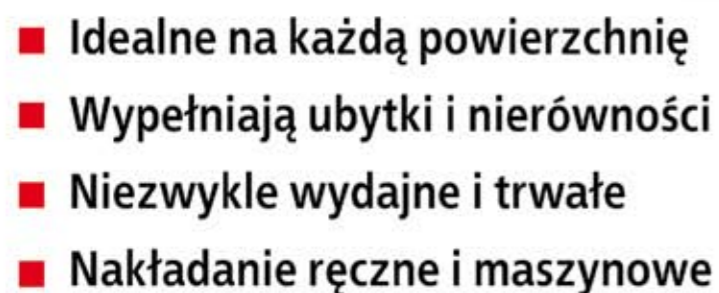 Idealne na każdą powierzchnię
Wypełniają ubytki i nierówności
Niezwykle wydajne i trwałe
Nakładanie ręczne i maszynowe